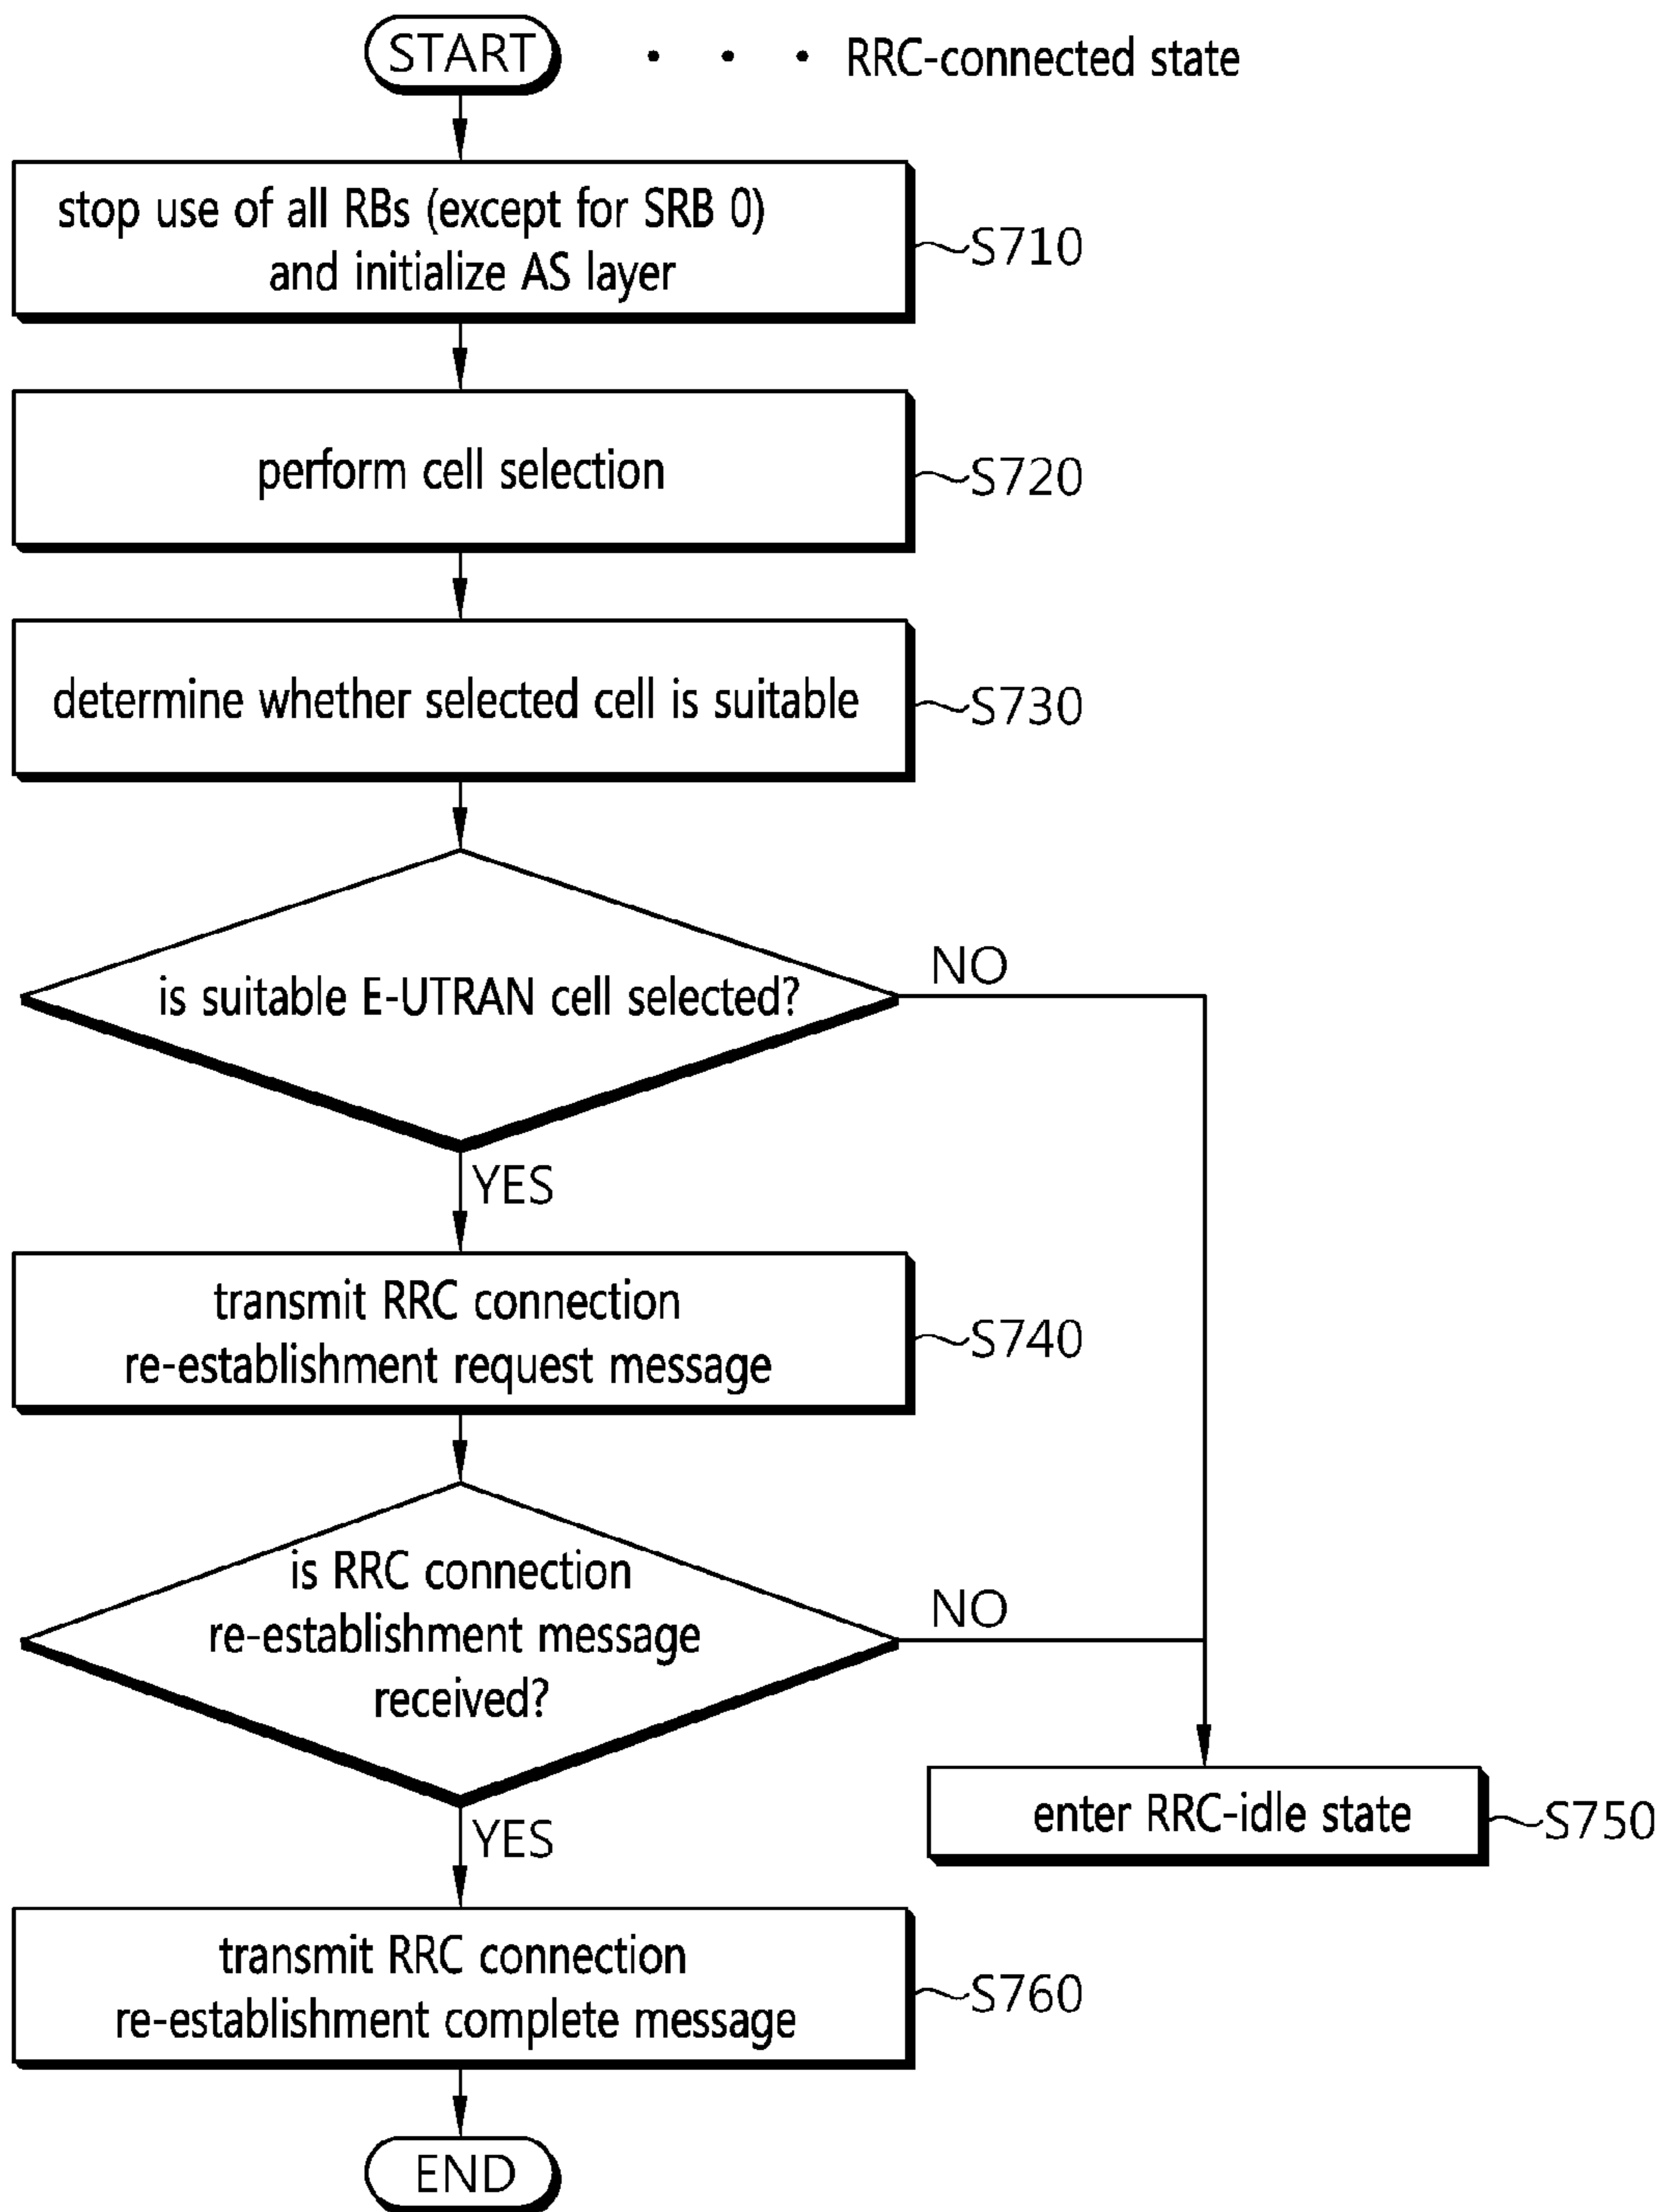 START · · · RRC-connected state
stop use of all RBs (except for SRB 0)
and initialize AS layer
S710
perform cell selection
S720
determine whether selected cell is suitable
S730
is suitable E-UTRAN cell selected?
NO
YES
transmit RRC connection
re-establishment request message
S740
is RRC connection
re-establishment message
received?
NO
YES
enter RRC-idle state
S750
transmit RRC connection
re-establishment complete message
S760
END